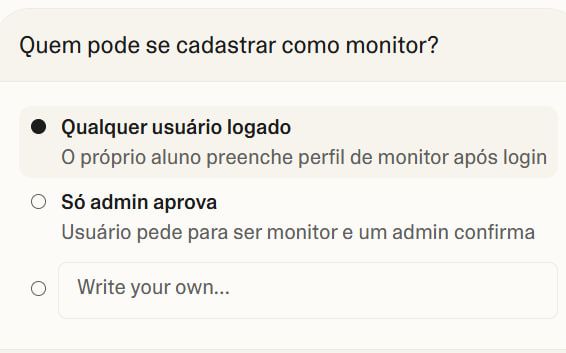 Quem pode se cadastrar como monitor?
Qualquer usuário logado
O próprio aluno preenche perfil de monitor após login
Só admin aprova
Usuário pede para ser monitor e um admin confirma
Write your own...